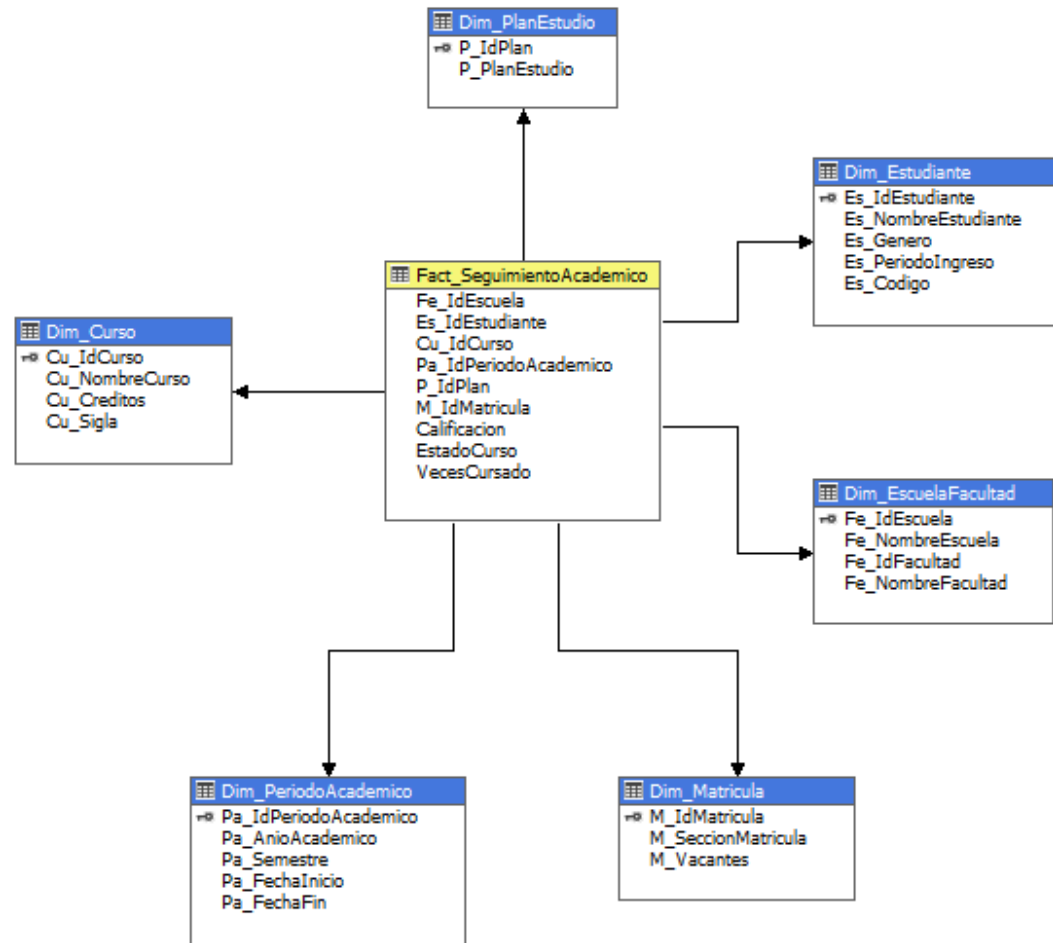 Dim_PlanEstudio
P_IdPlan
P_PlanEstudio
Dim_Estudiante
Es_IdEstudiante
Es_NombreEstudiante
Es_Genero
Es_PeriodoIngreso
Es_Codigo
Fact_SeguimientoAcademico
Fe_IdEscuela
Es_IdEstudiante
Cu_IdCurso
Pa_IdPeriodoAcademico
P_IdPlan
M_IdMatricula
Calificacion
EstadoCurso
VecesCursado
Dim_Curso
Cu_IdCurso
Cu_NombreCurso
Cu_Creditos
Cu_Sigla
Dim_EscuelaFacultad
Fe_IdEscuela
Fe_NombreEscuela
Fe_IdFacultad
Fe_NombreFacultad
Dim_PeriodoAcademico
Pa_IdPeriodoAcademico
Pa_AnioAcademico
Pa_Semestre
Pa_FechaInicio
Pa_FechaFin
Dim_Matricula
M_IdMatricula
M_SeccionMatricula
M_Vacantes